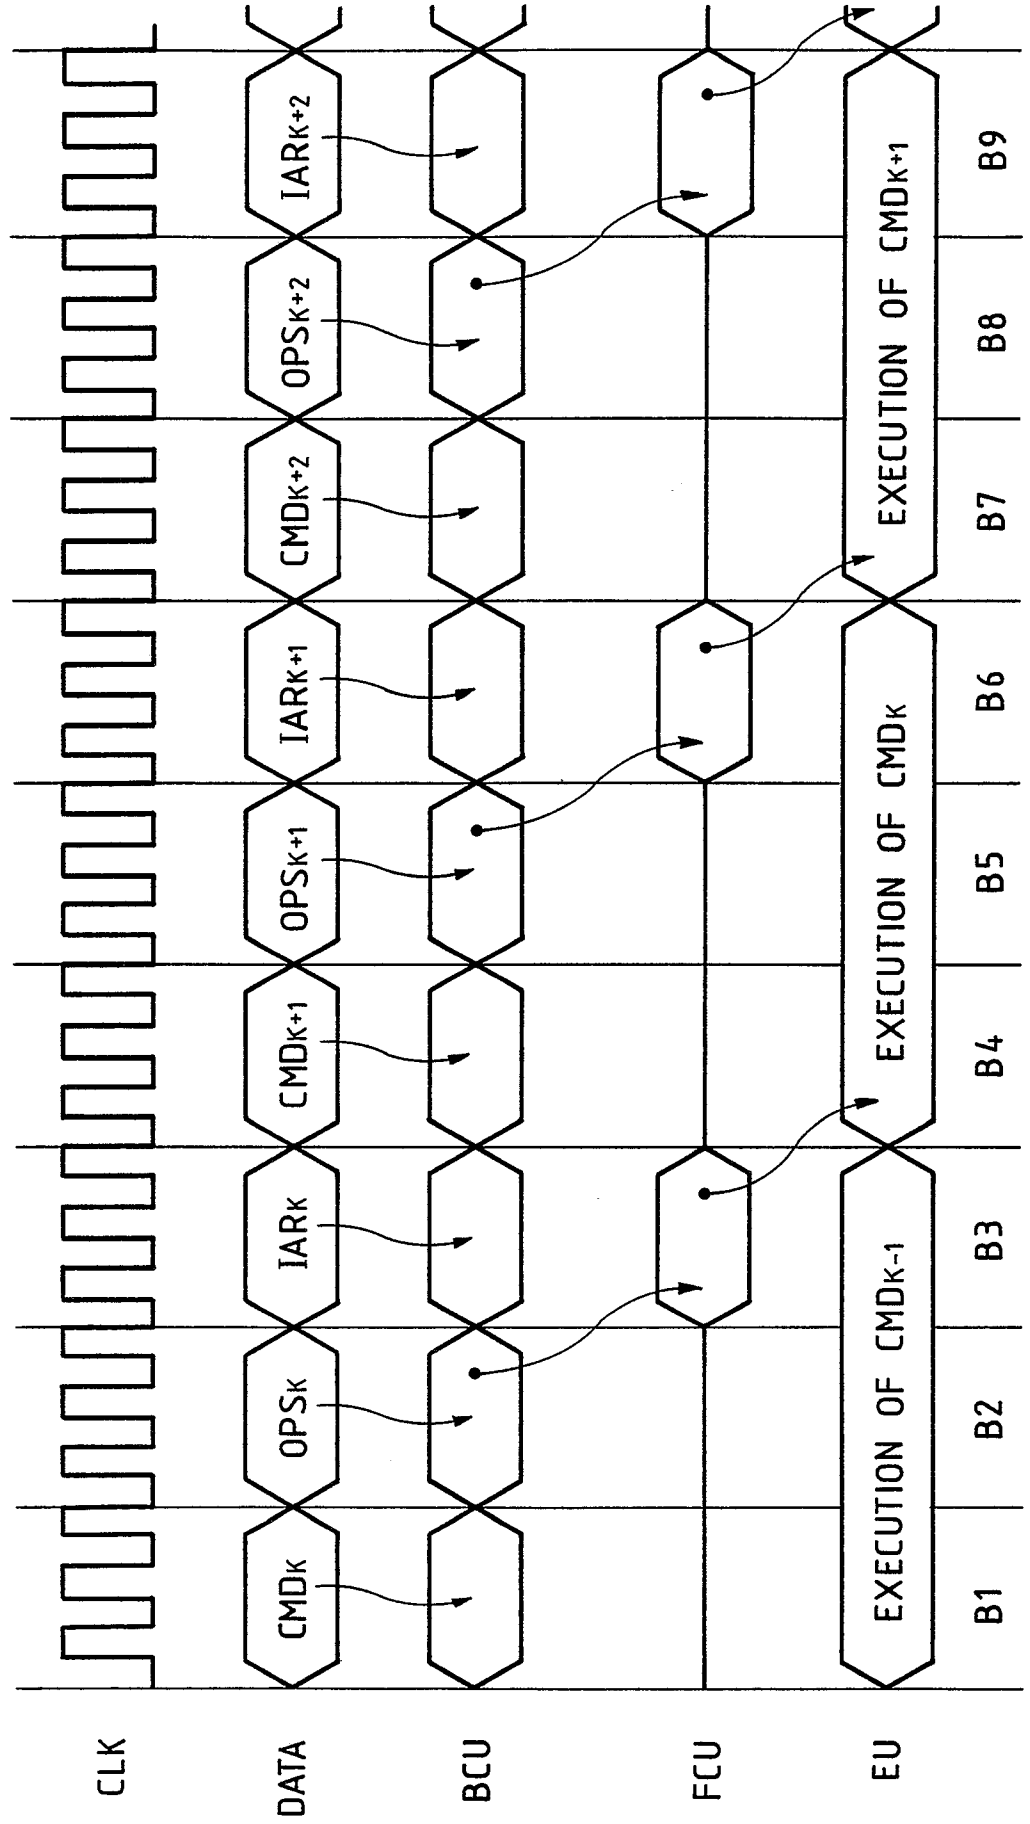 CLK
DATA
CMDK
OPSK
IARK
CMDK+1
OPSK+1
IARK+1
CMDK+2
OPSK+2
IARK+2
BCU
FCU
EU
EXECUTION OF CMDK-1
EXECUTION OF CMDK
EXECUTION OF CMDK+1
B1
B2
B3
B4
B5
B6
B7
B8
B9